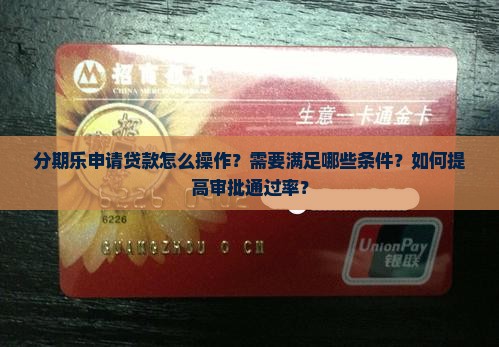 招商银行
CHINA MERCHANTS BANK
生意一卡通金卡
分期乐申请贷款怎么操作？需要满足哪些条件？如何提
高审批通过率？
6226
GUANGZHOU 0 CM
UnionPay
银联